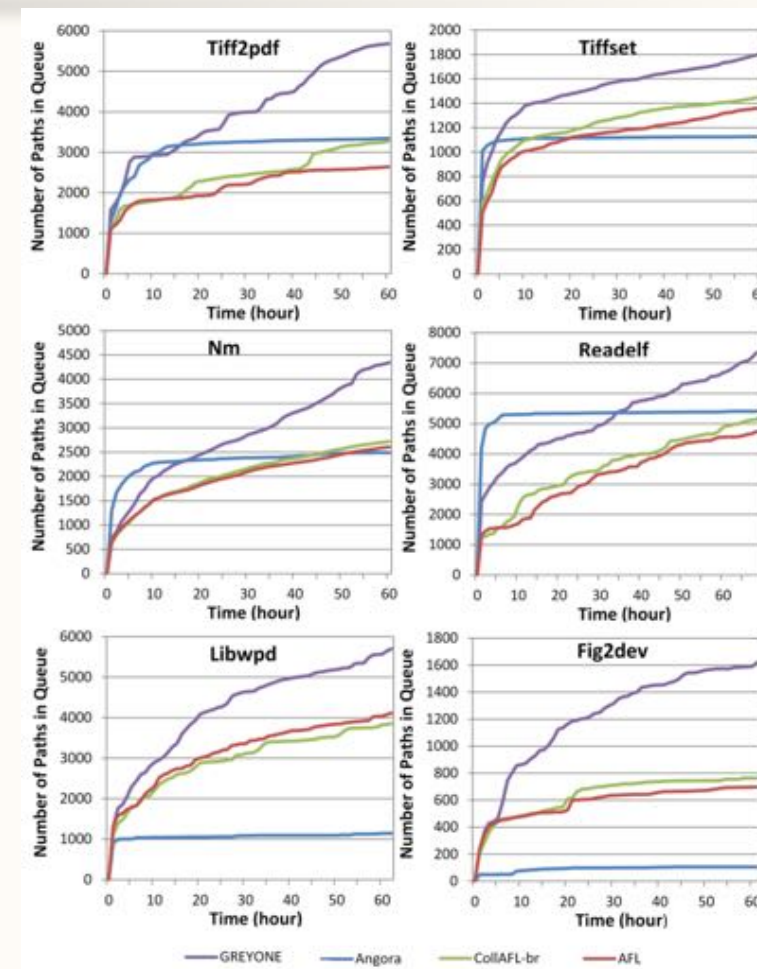 Tiff2pdf
Number of Paths in Queue
6000
5000
4000
3000
2000
1000
0
0 10 20 30 40 50 60
Time (hour)
Tiffset
Number of Paths in Queue
2000
1800
1600
1400
1200
1000
800
600
400
200
0
0 10 20 30 40 50 60
Time (hour)
Nm
Number of Paths in Queue
5000
4500
4000
3500
3000
2500
2000
1500
1000
500
0
0 10 20 30 40 50 60
Time (hour)
Readelf
Number of Paths in Queue
8000
7000
6000
5000
4000
3000
2000
1000
0
0 10 20 30 40 50 60
Time (hour)
Libwpd
Number of Paths in Queue
6000
5000
4000
3000
2000
1000
0
0 10 20 30 40 50 60
Time (hour)
Fig2dev
Number of Paths in Queue
1800
1600
1400
1200
1000
800
600
400
200
0
0 10 20 30 40 50 60
Time (hour)
GREYONE Angora CollAFL-br AFL